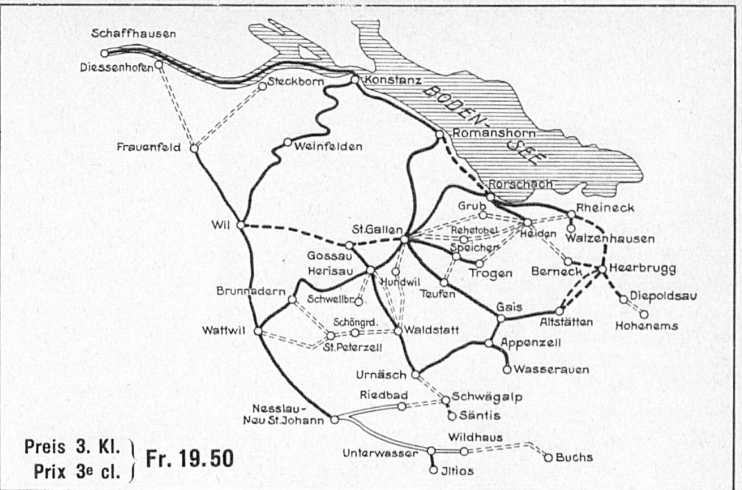 Schaffhausen
Diessenhofen
Steckborn
Konstanz
BODEN-
SEE
Romanshorn
Frauenfeld
Weinfelden
Rorschach
Grub
Rheineck
Wil
St.Gallen
Rehetobel
Heiden
Walzenhausen
Gossau
Speicher
Herisau
Hundwil
Trogen
Berneck
Heerbrugg
Brunnadern
Schwellbr.
Teufen
Diepoldsau
Hohenems
Gais
Altstätten
Wattwil
Schöngrd.
St.Peterzell
Waldstatt
Appenzell
Urnäsch
Wasserauen
Riedbad
Schwägalp
Säntis
Nesslau-
Neu St.Johann
Wildhaus
Unterwasser
Buchs
Jltios
Preis 3. Kl.
Prix 3e cl.
Fr. 19.50